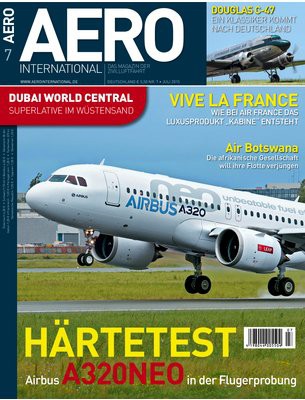 AERO
7
DOUGLAS C-47
EIN KLASSIKER KOMMT
NACH DEUTSCHLAND
AERO
INTERNATIONAL
DAS MAGAZIN DER
ZIVILLUFTFAHRT
WWW.AEROINTERNATIONAL.DE
DUBAI WORLD CENTRAL
SUPERLATIVE IM WÜSTENSAND
VIVE LA FRANCE
WIE BEI AIR FRANCE DAS
LUXUSPRODUKT „KABINE“ ENTSTEHT
Air Botswana
Die afrikanische Gesellschaft
will ihre Flotte verjüngen
neo
AIRBUS A320
AIRBUS
HÄRTETEST
Airbus A320NEO in der Flugerprobung